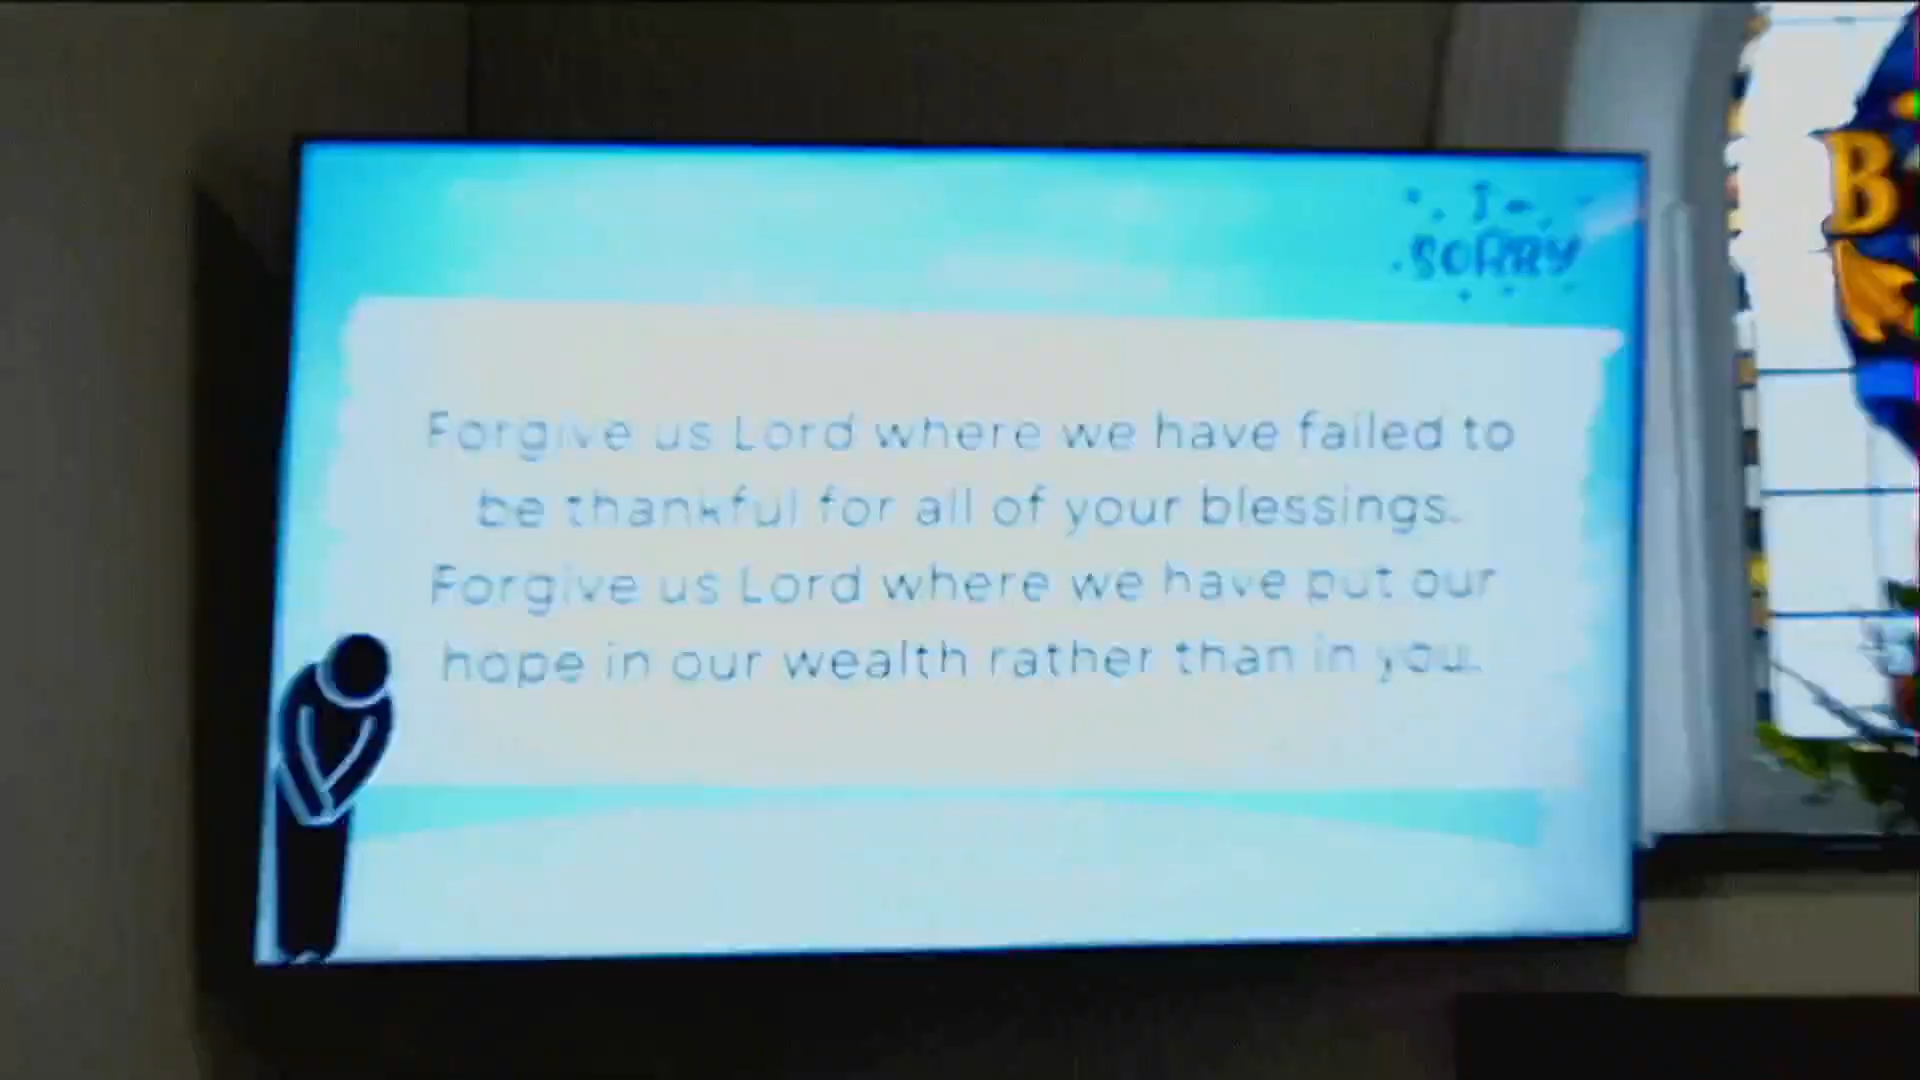 I am
SORRY
Forgive us Lord where we have failed to
be thankful for all of your blessings.
Forgive us Lord where we have put our
hope in our wealth rather than in you.
B